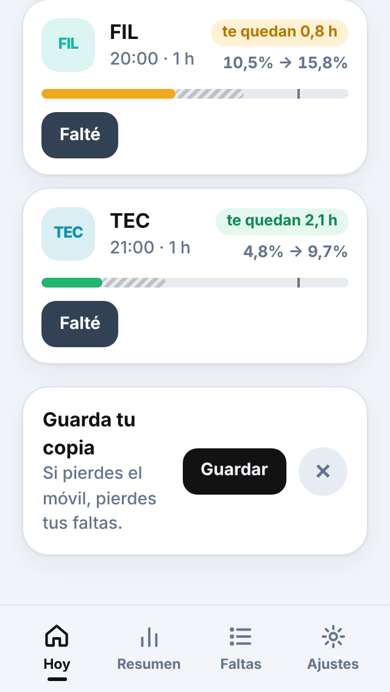 FIL
FIL
te quedan 0,8 h
20:00 · 1 h
10,5% → 15,8%
Falté
TEC
TEC
te quedan 2,1 h
21:00 · 1 h
4,8% → 9,7%
Falté
Guarda tu
copia
Si pierdes el
móvil, pierdes
tus faltas.
Guardar
Hoy
Resumen
Faltas
Ajustes